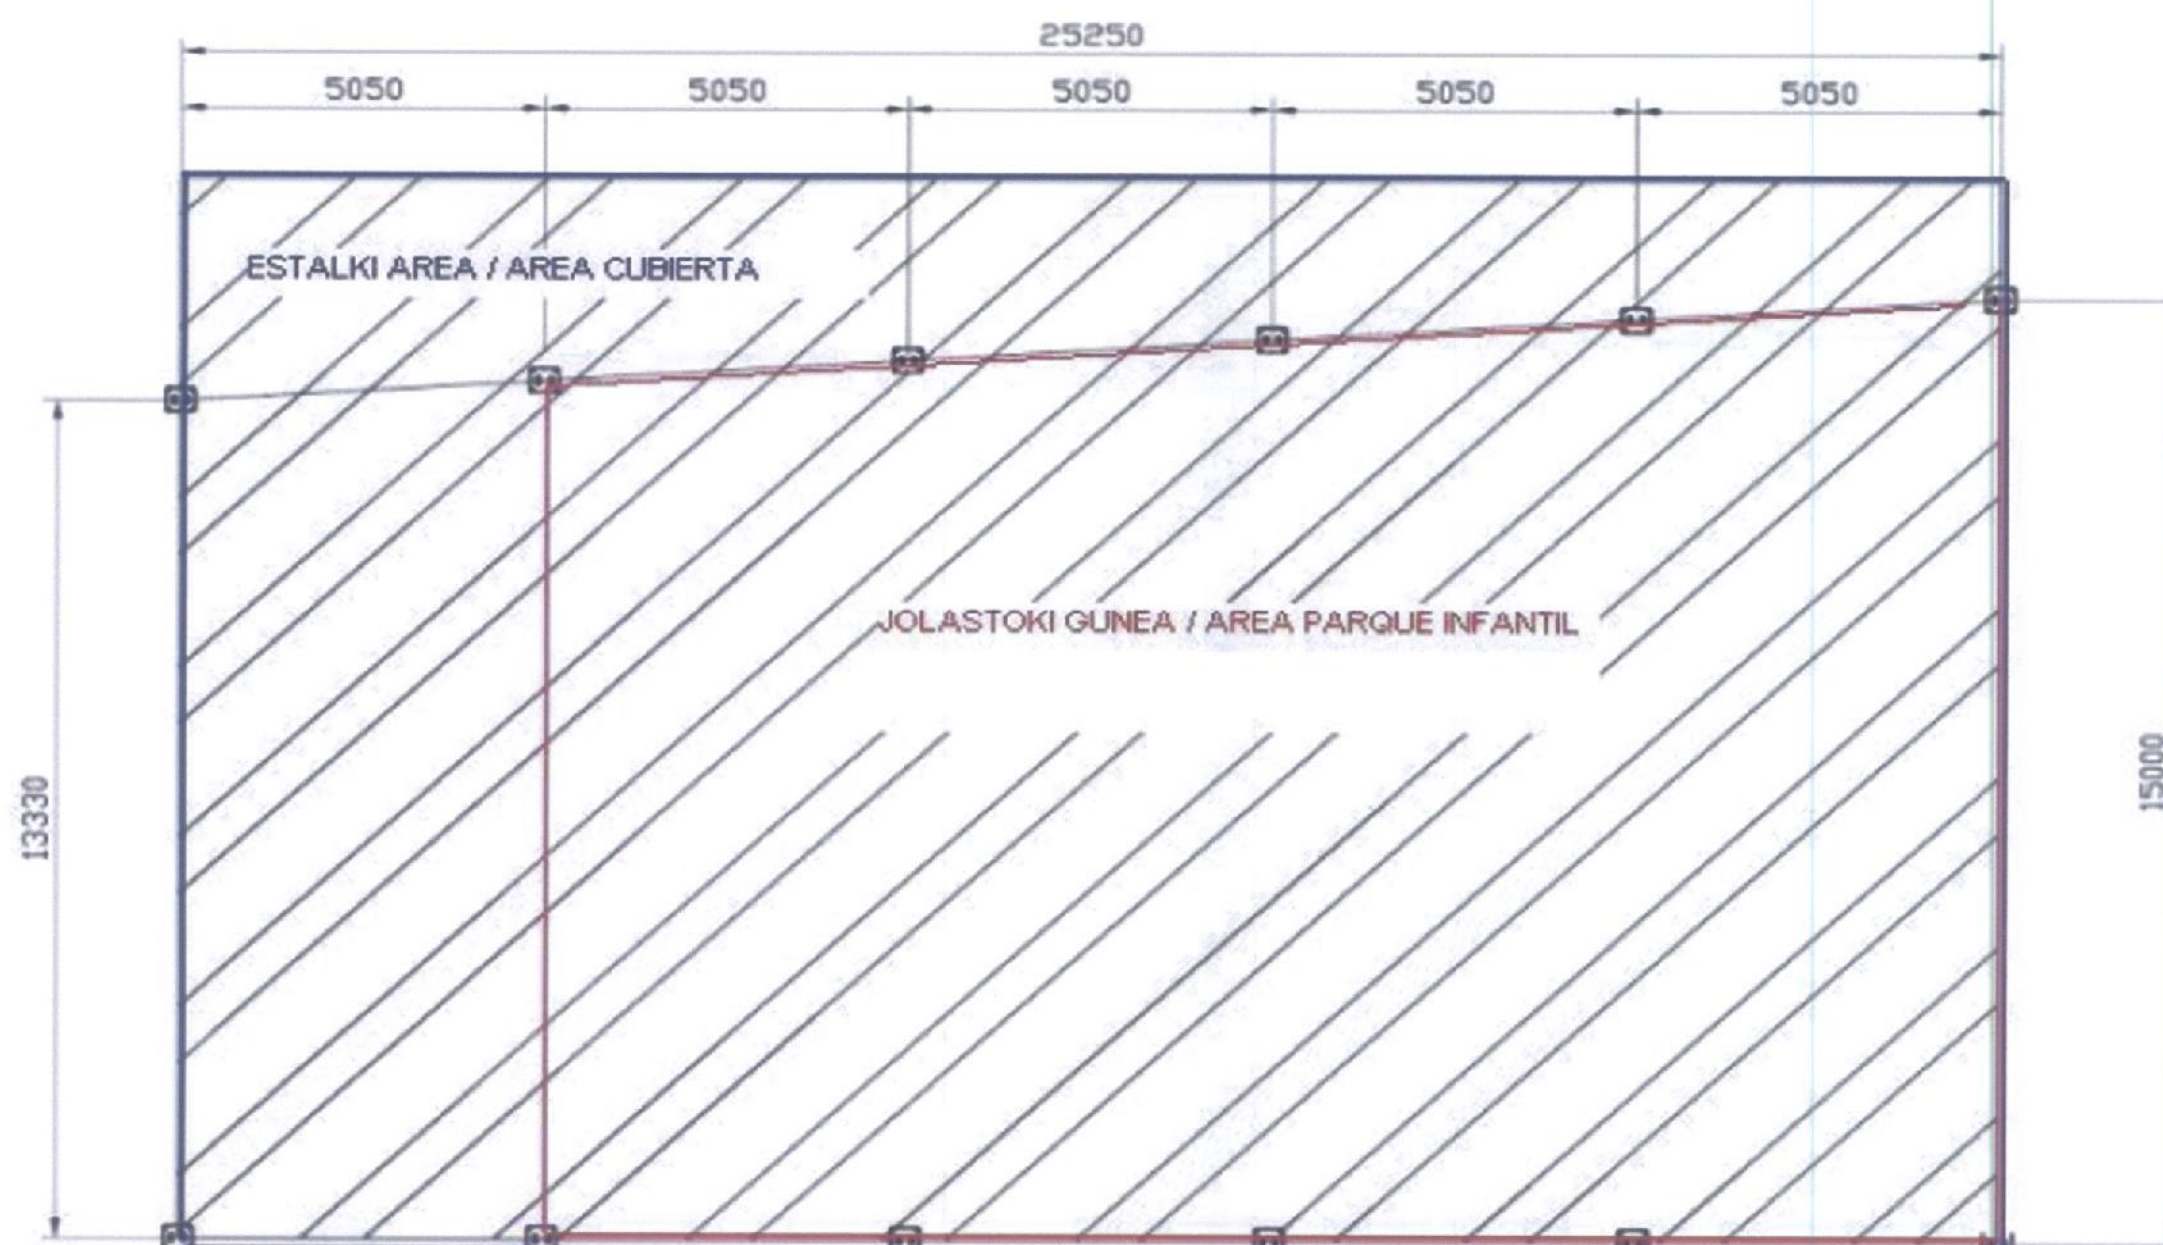 25250
5050 5050 5050 5050 5050
ESTALKI AREA / AREA CUBIERTA
JOLASTOKI GUNEA / AREA PARQUE INFANTIL
13330
15000